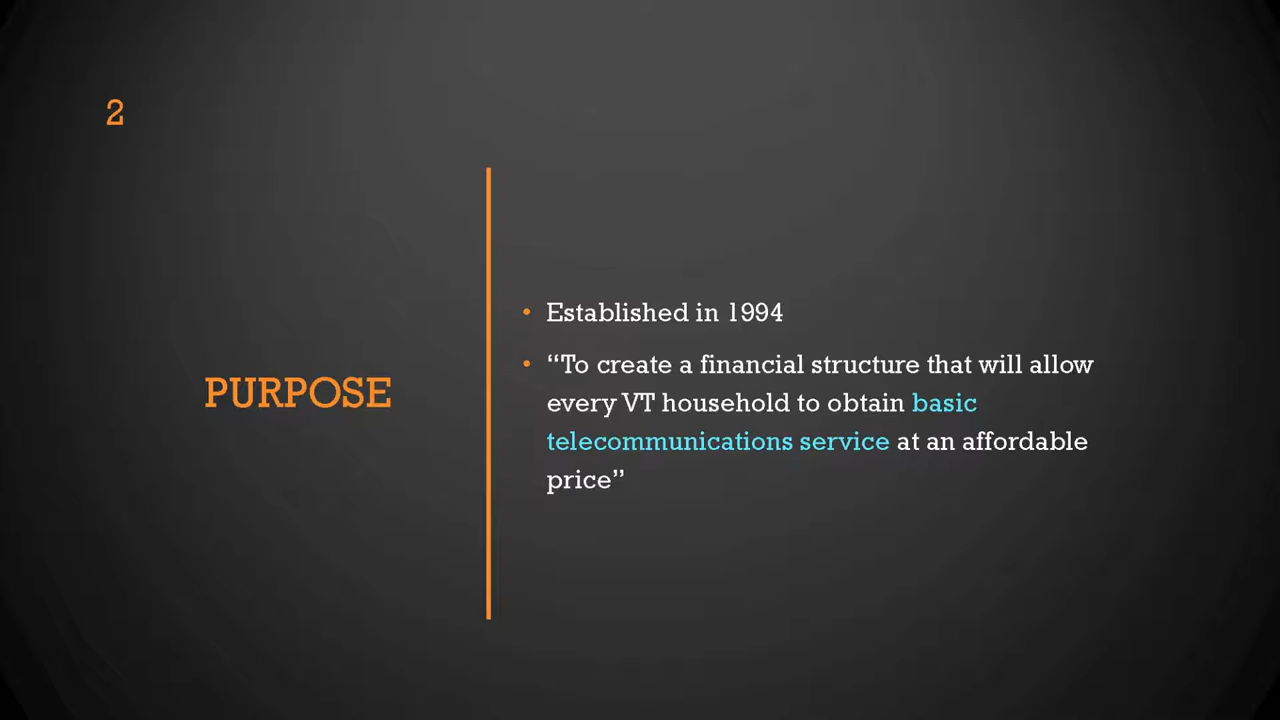 2
PURPOSE
• Established in 1994
• “To create a financial structure that will allow
every VT household to obtain basic
telecommunications service at an affordable
price”